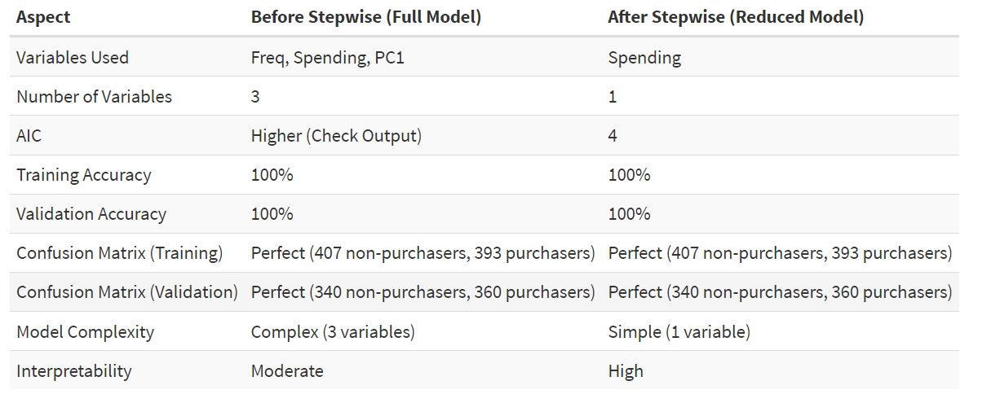 Aspect Before Stepwise (Full Model) After Stepwise (Reduced Model)
Variables Used Freq, Spending, PC1 Spending
Number of Variables 3 1
AIC Higher (Check Output) 4
Training Accuracy 100% 100%
Validation Accuracy 100% 100%
Confusion Matrix (Training) Perfect (407 non-purchasers, 393 purchasers) Perfect (407 non-purchasers, 393 purchasers)
Confusion Matrix (Validation) Perfect (340 non-purchasers, 360 purchasers) Perfect (340 non-purchasers, 360 purchasers)
Model Complexity Complex (3 variables) Simple (1 variable)
Interpretability Moderate High